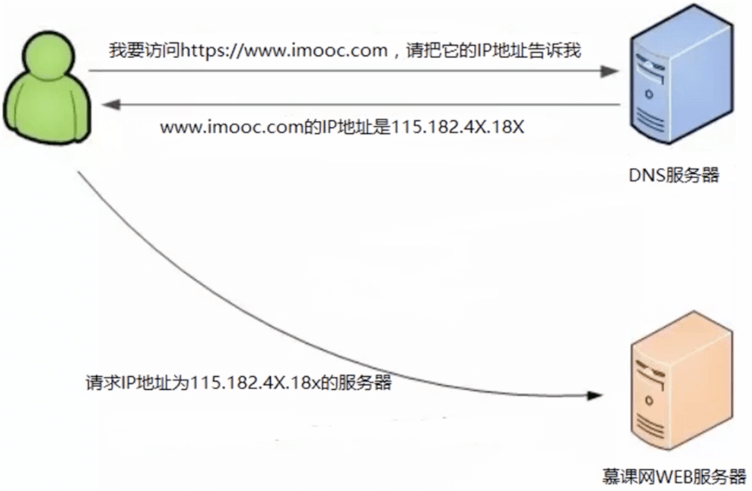 我要访问https://www.imooc.com，请把它的IP地址告诉我
www.imooc.com的IP地址是115.182.4X.18X
DNS服务器
请求IP地址为115.182.4X.18x的服务器
慕课网WEB服务器